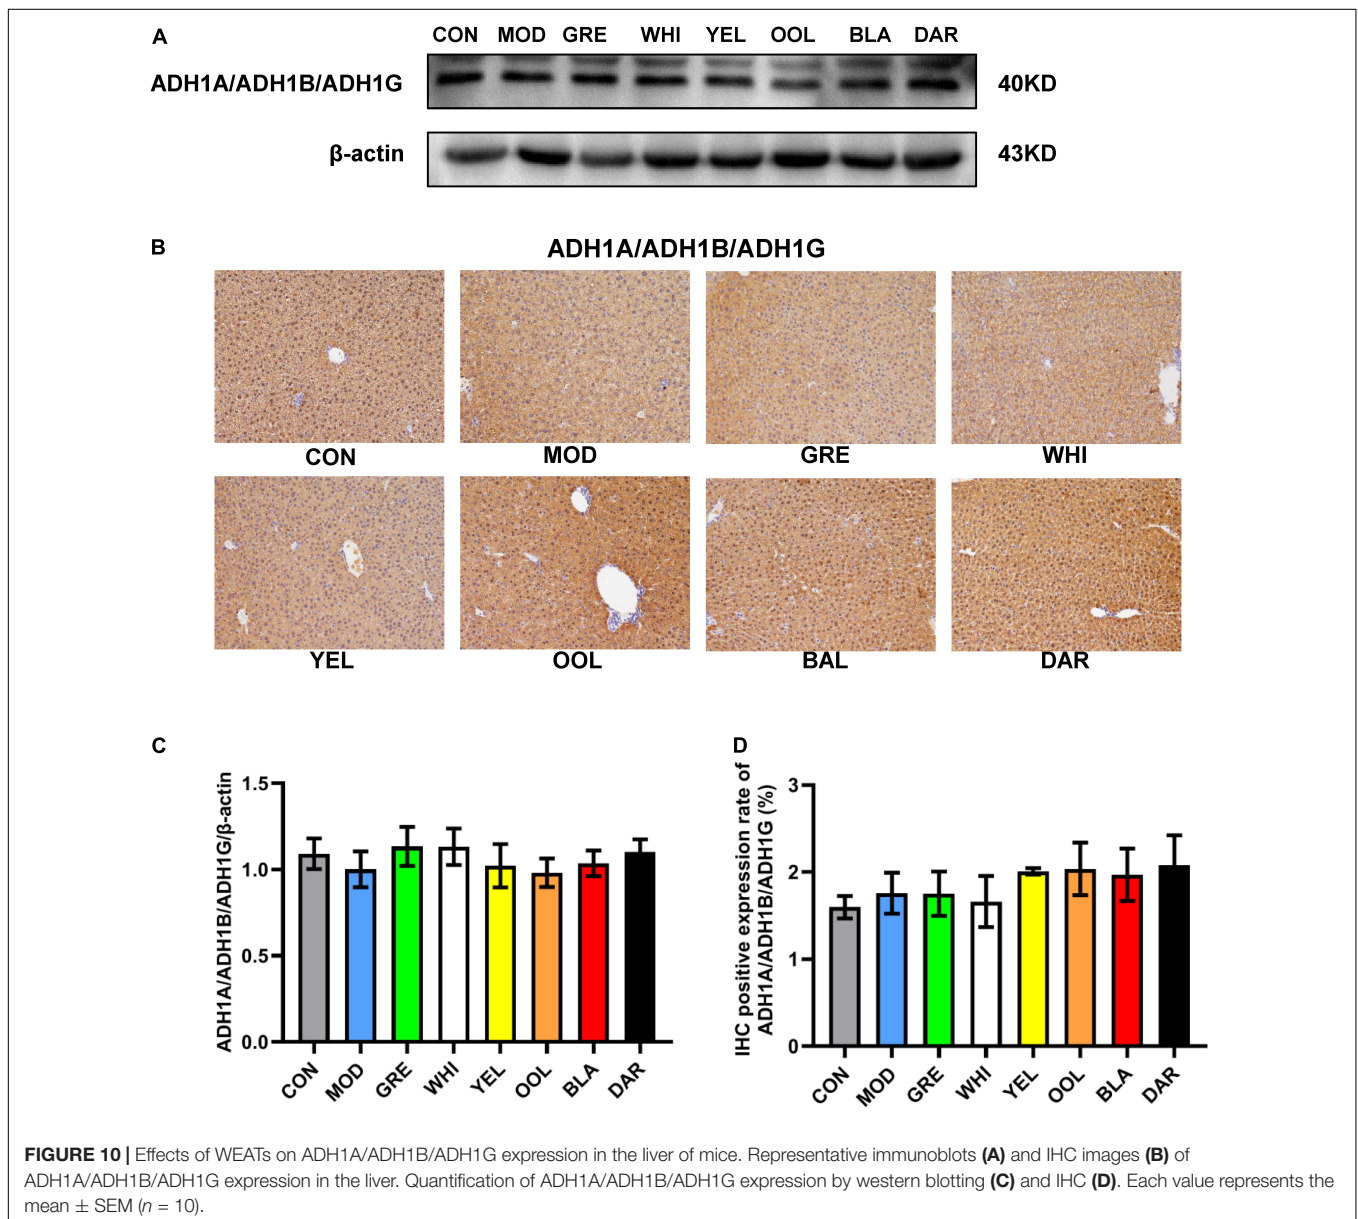 A
CON MOD GRE WHI YEL OOL BLA DAR
ADH1A/ADH1B/ADH1G 40KD
β-actin 43KD
B
ADH1A/ADH1B/ADH1G
CON MOD GRE WHI
YEL OOL BAL DAR
C
ADH1A/ADH1B/ADH1G/β-actin
1.5
1.0
0.5
0.0
CON MOD GRE WHI YEL OOL BLA DAR
D
IHC positive expression rate of
ADH1A/ADH1B/ADH1G (%)
3
2
1
0
CON MOD GRE WHI YEL OOL BLA DAR
FIGURE 10 | Effects of WEATs on ADH1A/ADH1B/ADH1G expression in the liver of mice. Representative immunoblots (A) and IHC images (B) of
ADH1A/ADH1B/ADH1G expression in the liver. Quantification of ADH1A/ADH1B/ADH1G expression by western blotting (C) and IHC (D). Each value represents the
mean ± SEM (n = 10).